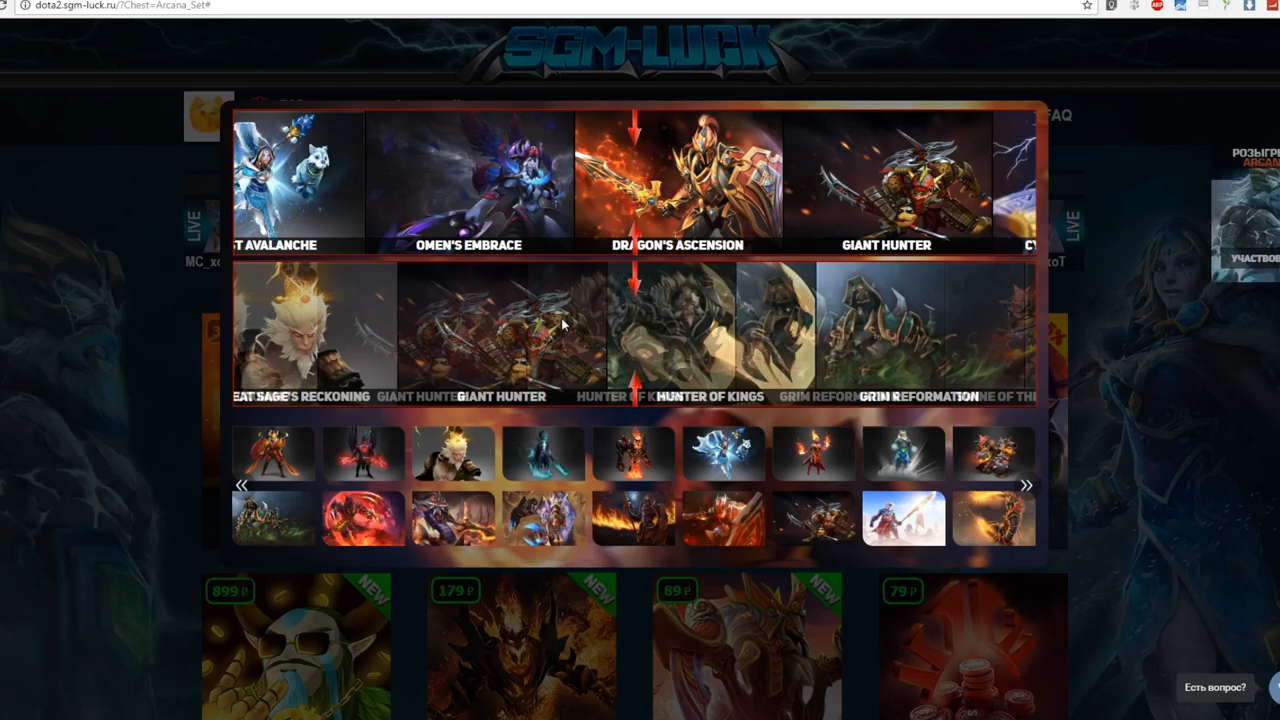 dota2.sgm-luck.ru/?Chest=Arcana_Set#
SGM-LUCK
FAQ
РОЗЫГРЫ
ARCAN
LIVE
LIVE
УЧАСТВОВ
T AVALANCHE
OMEN'S EMBRACE
DRAGON'S ASCENSION
GIANT HUNTER
EAT SAGE'S RECKONING
GIANT HUNTER
HUNTER OF KINGS
GRIM REFORMATION
«
»
899 ₽
NEW
179 ₽
NEW
89 ₽
NEW
79 ₽
Есть вопрос?